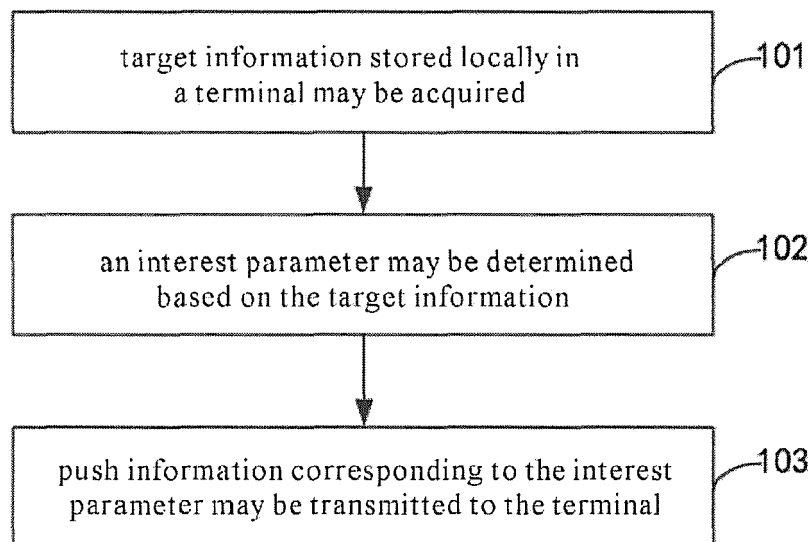 target information stored locally in
a terminal may be acquired
101
an interest parameter may be determined
based on the target information
102
push information corresponding to the interest
parameter may be transmitted to the terminal
103